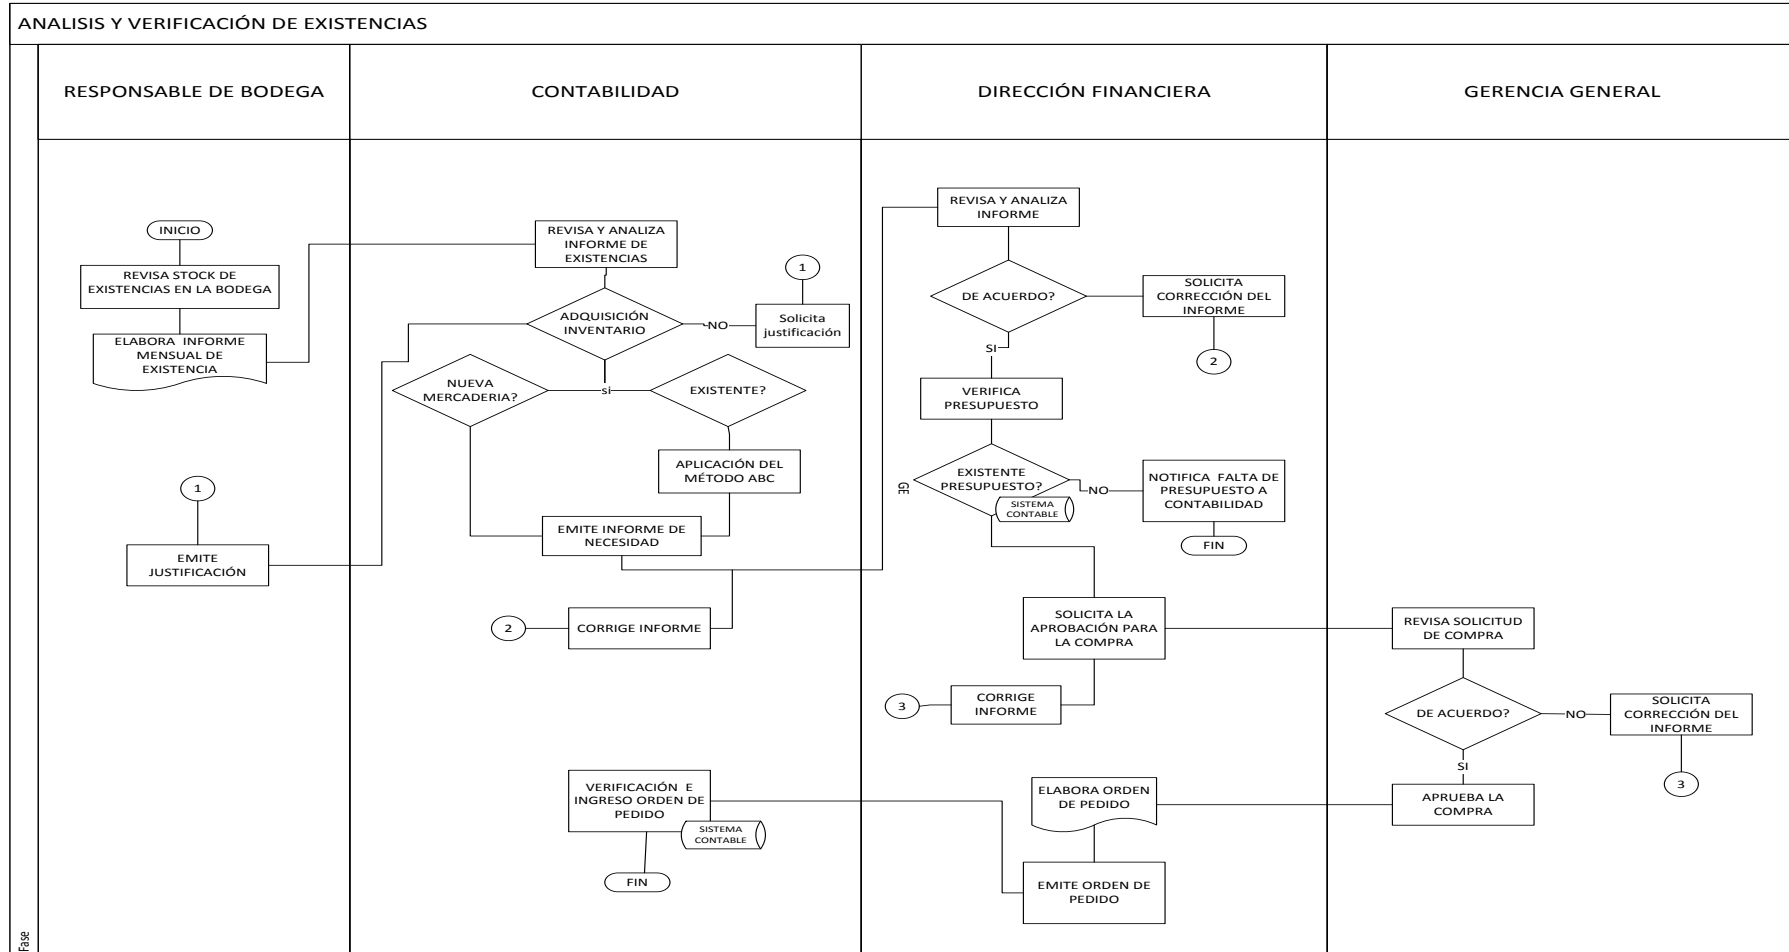 ANALISIS Y VERIFICACIÓN DE EXISTENCIAS
RESPONSABLE DE BODEGA
CONTABILIDAD
DIRECCIÓN FINANCIERA
GERENCIA GENERAL
INICIO
REVISA STOCK DE
EXISTENCIAS EN LA BODEGA
ELABORA INFORME
MENSUAL DE
EXISTENCIA
1
EMITE
JUSTIFICACIÓN
REVISA Y ANALIZA
INFORME DE
EXISTENCIAS
ADQUISICIÓN
INVENTARIO
NO
1
Solicita
justificación
NUEVA
MERCADERIA?
si
EXISTENTE?
APLICACIÓN DEL
MÉTODO ABC
EMITE INFORME DE
NECESIDAD
2
CORRIGE INFORME
VERIFICACIÓN E
INGRESO ORDEN DE
PEDIDO
SISTEMA
CONTABLE
FIN
REVISA Y ANALIZA
INFORME
DE ACUERDO?
SOLICITA
CORRECCIÓN DEL
INFORME
2
SI
VERIFICA
PRESUPUESTO
EXISTENTE
PRESUPUESTO?
GE
SISTEMA
CONTABLE
NO
NOTIFICA FALTA DE
PRESUPUESTO A
CONTABILIDAD
FIN
SOLICITA LA
APROBACIÓN PARA
LA COMPRA
3
CORRIGE
INFORME
ELABORA ORDEN
DE PEDIDO
EMITE ORDEN DE
PEDIDO
REVISA SOLICITUD
DE COMPRA
DE ACUERDO?
NO
SOLICITA
CORRECCIÓN DEL
INFORME
3
SI
APRUEBA LA
COMPRA
Fase